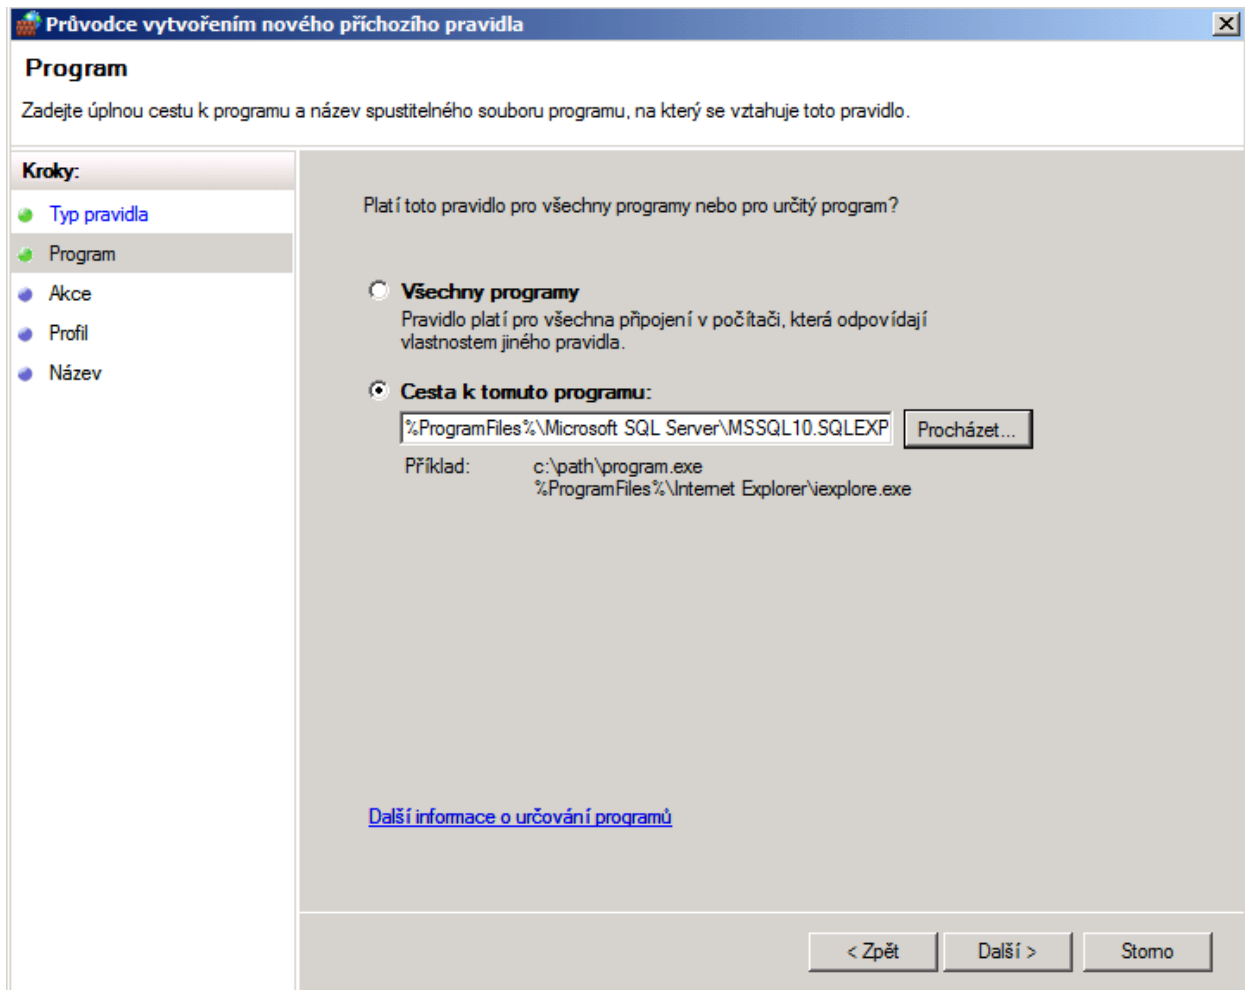 Průvodce vytvořením nového příchozího pravidla
Program
Zadejte úplnou cestu k programu a název spustitelného souboru programu, na který se vztahuje toto pravidlo.
Kroky:
Typ pravidla
Program
Akce
Profil
Název
Platí toto pravidlo pro všechny programy nebo pro určitý program?
Všechny programy
Pravidlo platí pro všechna připojení v počítači, která odpovídají
vlastnostem jiného pravidla.
Cesta k tomuto programu:
%ProgramFiles%\Microsoft SQL Server\MSSQL10.SQLEXP
Procházet...
Příklad: c:\path\program.exe
%ProgramFiles%\Internet Explorer\iexplore.exe
Další informace o určování programů
< Zpět Další > Storno